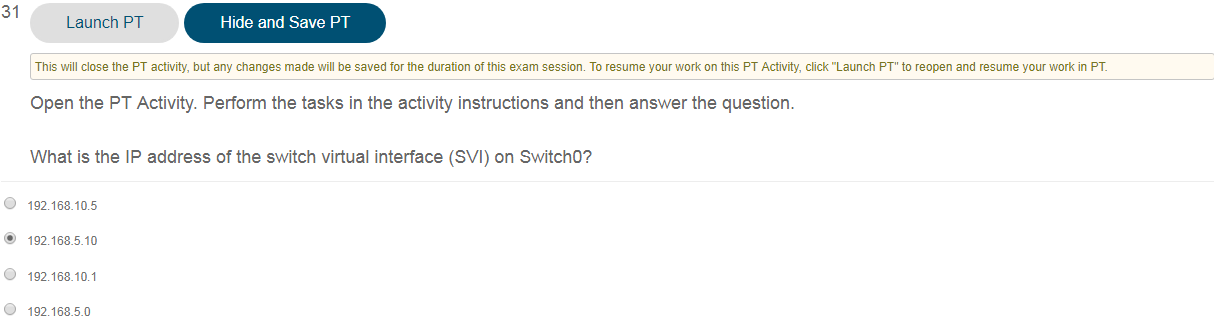 31
Launch PT
Hide and Save PT
This will close the PT activity, but any changes made will be saved for the duration of this exam session. To resume your work on this PT Activity, click "Launch PT" to reopen and resume your work in PT.
Open the PT Activity. Perform the tasks in the activity instructions and then answer the question.
What is the IP address of the switch virtual interface (SVI) on Switch0?
192.168.10.5
192.168.5.10
192.168.10.1
192.168.5.0